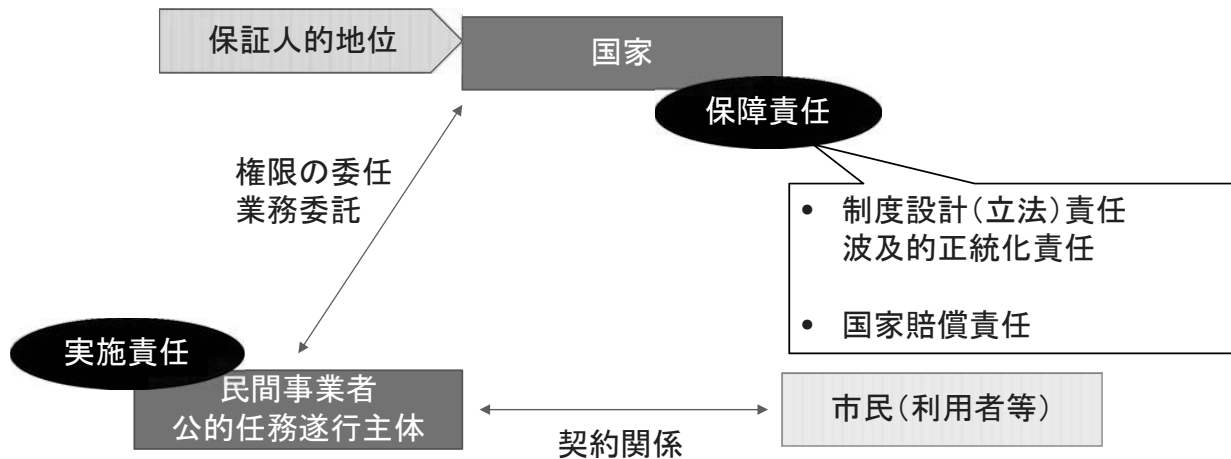 保証人的地位
国家
保障責任
権限の委任
業務委託
• 制度設計(立法)責任
波及的正統化責任
• 国家賠償責任
実施責任
民間事業者
公的任務遂行主体
市民(利用者等)
契約関係